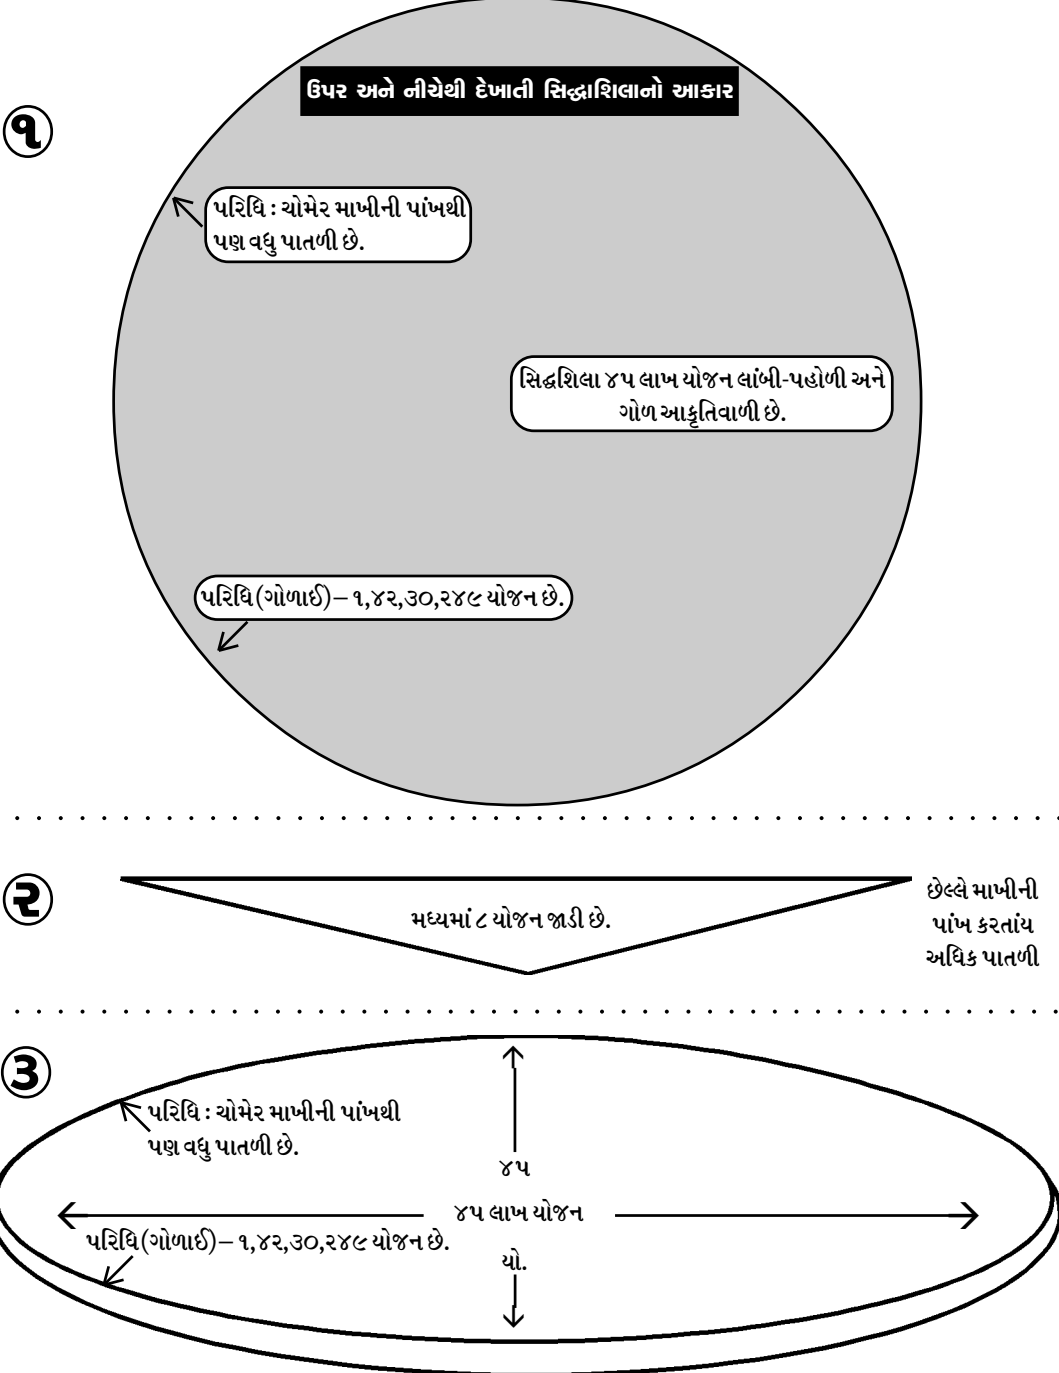 ૧
ઉપર અને નીચેથી દેખાતી સિદ્ધાશિલાનો આકાર
પરિધિ : ચોમેર માખીની પાંખથી
પણ વધુ પાતળી છે.
સિદ્ધશિલા ૪૫ લાખ યોજન લાંબી-પહોળી અને
ગોળ આકૃતિવાળી છે.
પરિધિ (ગોળાઈ) – ૧,૪૨,૩૦,૨૪૯ યોજન છે.
૨
મધ્યમાં ૮ યોજન જાડી છે.
છેલ્લે માખીની
પાંખ કરતાંય
અધિક પાતળી
૩
પરિધિ : ચોમેર માખીની પાંખથી
પણ વધુ પાતળી છે.
૪૫
૪૫ લાખ યોજન
પરિધિ (ગોળાઈ) – ૧,૪૨,૩૦,૨૪૯ યોજન છે.
યો.